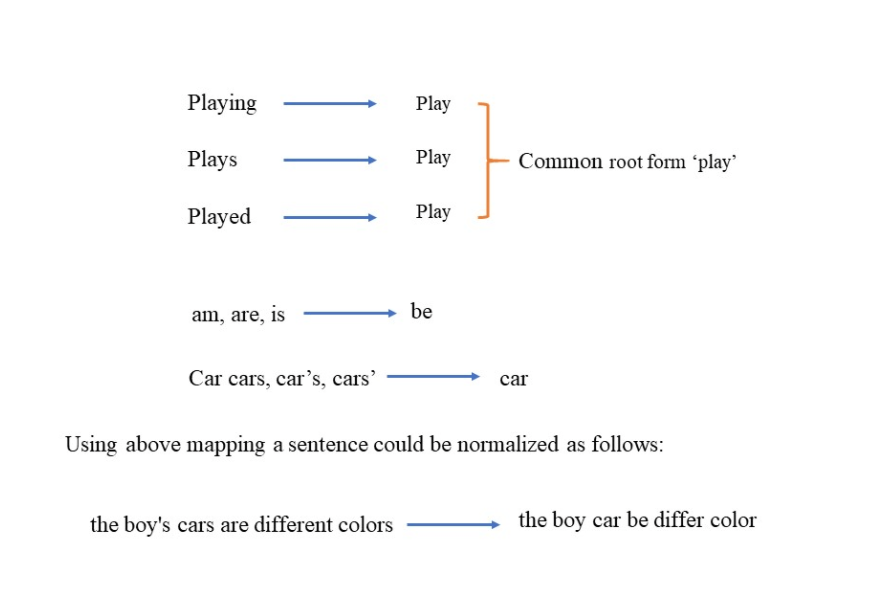 Playing Play
Plays Play
Common root form ‘play’
Played Play
am, are, is be
Car cars, car’s, cars’ car
Using above mapping a sentence could be normalized as follows:
the boy's cars are different colors the boy car be differ color